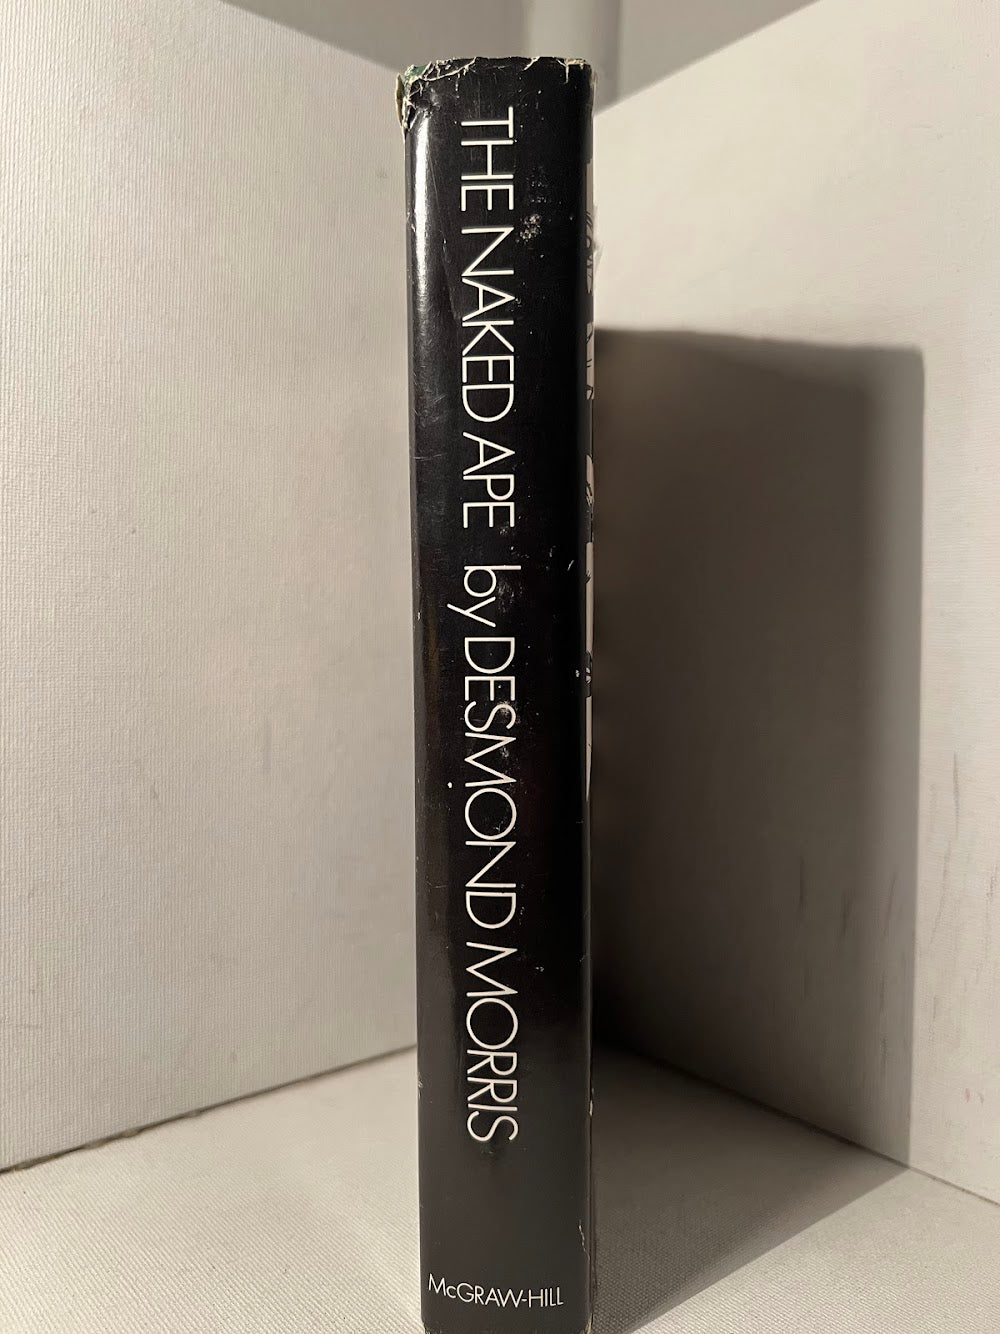 THE NAKED APE by DESMOND MORRIS
McGRAW-HILL